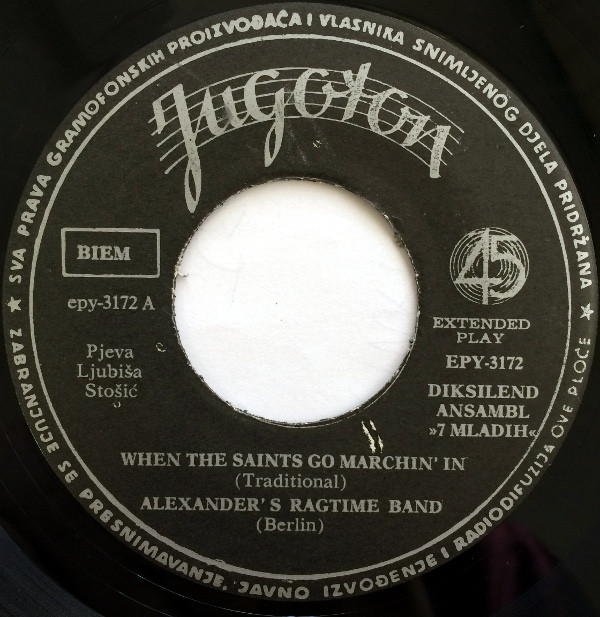 SVA PRAVA GRAMOFONSKIH PROIZVOĐAČA I VLASNIKA SNIMLJENOG DJELA PRIDRŽANA
Jugoton
BIEM
epy-3172 A
Pjeva
Ljubiša
Stošić
45
EXTENDED
PLAY
EPY-3172
DIKSILEND
ANSAMBL
»7 MLADIH«
WHEN THE SAINTS GO MARCHIN' IN
(Traditional)
ALEXANDER'S RAGTIME BAND
(Berlin)
★ ZABRANJUJE SE PRESNIMAVANJE, JAVNO IZVOĐENJE I RADIODIFUZIJA OVE PLOČE ★